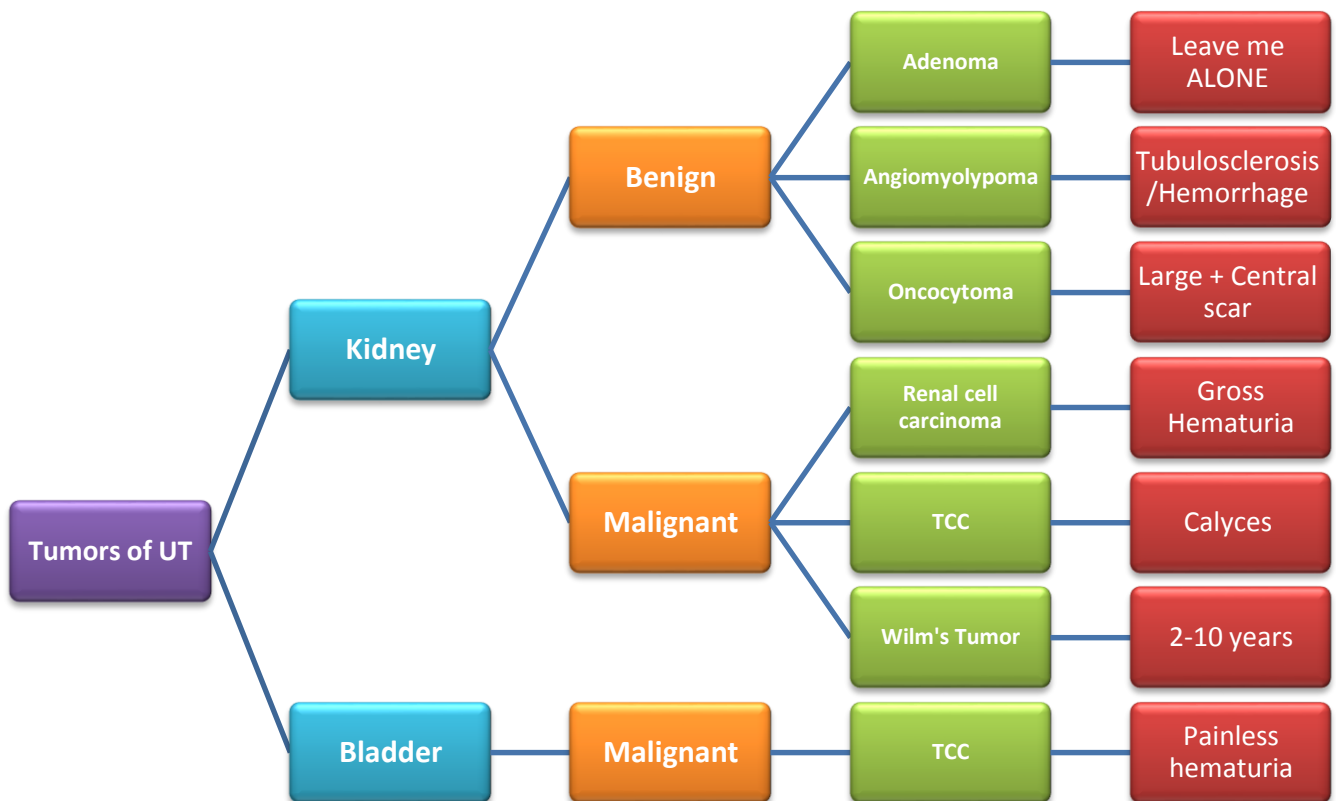 Tumors of UT
Kidney
Benign
Adenoma
Leave me
ALONE
Angiomyolypoma
Tubulosclerosis
/Hemorrhage
Oncocytoma
Large + Central
scar
Malignant
Renal cell
carcinoma
Gross
Hematuria
TCC
Calyces
Wilm's Tumor
2-10 years
Bladder
Malignant
TCC
Painless
hematuria